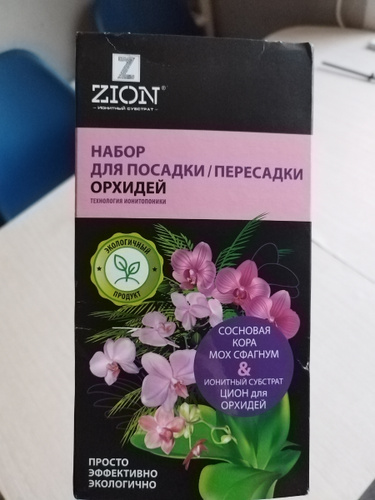 Z
ZION®
– ИОНИТНЫЙ СУБСТРАТ –
НАБОР
ДЛЯ ПОСАДКИ/ПЕРЕСАДКИ
ОРХИДЕЙ
ТЕХНОЛОГИЯ ИОНИТОПОНИКИ
ЭКОЛОГИЧНЫЙ
ПРОДУКТ
СОСНОВАЯ
КОРА
МОХ СФАГНУМ
&
ИОНИТНЫЙ СУБСТРАТ
ЦИОН для
ОРХИДЕЙ
ПРОСТО
ЭФФЕКТИВНО
ЭКОЛОГИЧНО